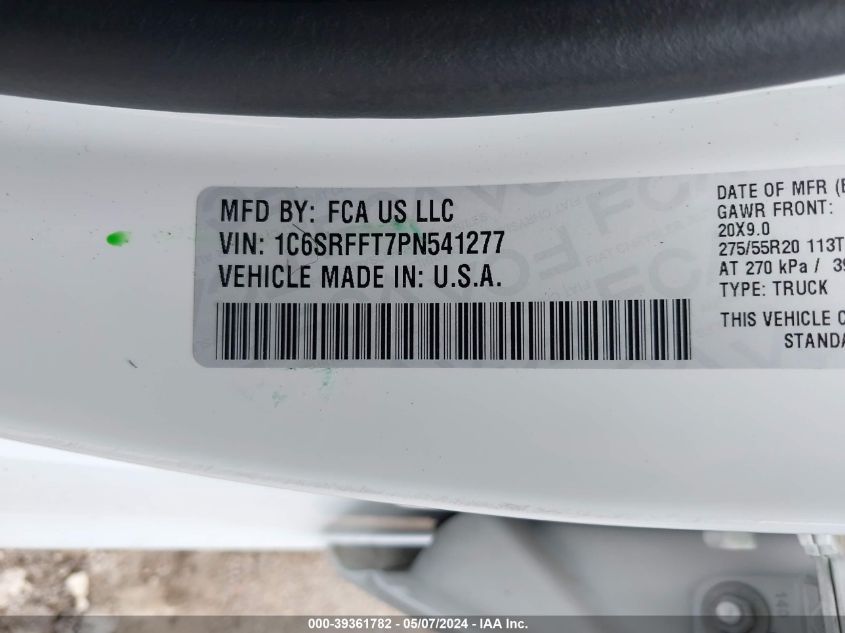 MFD BY: FCA US LLC
VIN: 1C6SRFFT7PN541277
VEHICLE MADE IN: U.S.A.
DATE OF MFR
GAWR FRONT:
20X9.0
275/55R20 113T
AT 270 kPa /
TYPE: TRUCK
THIS VEHICLE
000-39361782 - 05/07/2024 - IAA Inc.